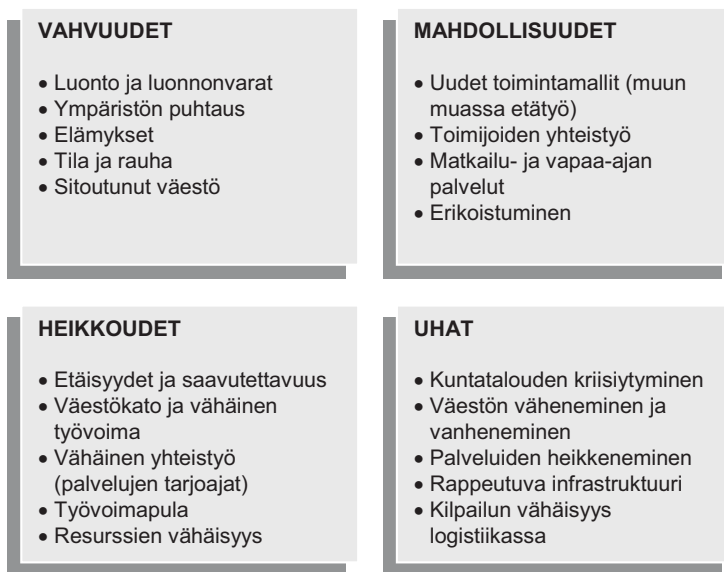 VAHVUUDET
• Luonto ja luonnonvarat
• Ympäristön puhtaus
• Elämykset
• Tila ja rauha
• Sitoutunut väestö
MAHDOLLISUUDET
• Uudet toimintamallit (muun
muassa etätyö)
• Toimijoiden yhteistyö
• Matkailu- ja vapaa-ajan
palvelut
• Erikoistuminen
HEIKKOUDET
• Etäisyydet ja saavutettavuus
• Väestökato ja vähäinen
työvoima
• Vähäinen yhteistyö
(palvelujen tarjoajat)
• Työvoimapula
• Resurssien vähäisyys
UHAT
• Kuntatalouden kriisiytyminen
• Väestön väheneminen ja
vanheneminen
• Palveluiden heikkeneminen
• Rappeutuva infrastruktuuri
• Kilpailun vähäisyys
logistiikassa